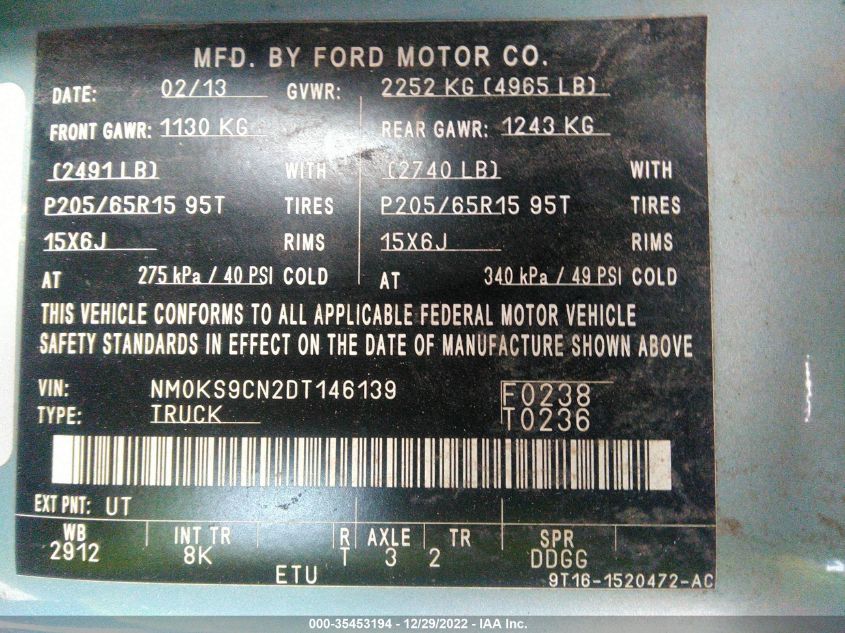 MFD. BY FORD MOTOR CO.
DATE: 02/13 GVWR: 2252 KG (4965 LB)
FRONT GAWR: 1130 KG REAR GAWR: 1243 KG
(2491 LB) WITH (2740 LB) WITH
P205/65R15 95T TIRES P205/65R15 95T TIRES
15X6J RIMS 15X6J RIMS
AT 275 kPa / 40 PSI COLD AT 340 kPa / 49 PSI COLD
THIS VEHICLE CONFORMS TO ALL APPLICABLE FEDERAL MOTOR VEHICLE
SAFETY STANDARDS IN EFFECT ON THE DATE OF MANUFACTURE SHOWN ABOVE
VIN: NM0KS9CN2DT146139 F0238
TYPE: TRUCK T0236
EXT PNT: UT
WB INT TR R AXLE TR SPR
2912 8K T 3 2 DDGG
ETU 9T16-1520472-AC
000-35453194 - 12/29/2022 - IAA Inc.